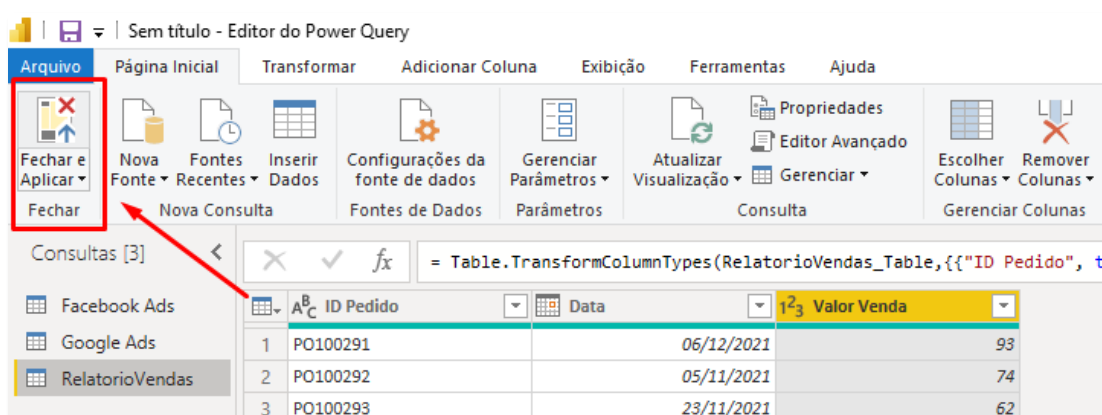 Sem título - Editor do Power Query
Arquivo Página Inicial Transformar Adicionar Coluna Exibição Ferramentas Ajuda
Fechar e
Aplicar
Nova
Fonte
Fontes
Recentes
Inserir
Dados
Configurações da
fonte de dados
Gerenciar
Parâmetros
Atualizar
Visualização
Propriedades
Editor Avançado
Gerenciar
Escolher
Colunas
Remover
Colunas
Fechar Nova Consulta Fontes de Dados Parâmetros Consulta Gerenciar Colunas
Consultas [3]
fx = Table.TransformColumnTypes(RelatorioVendas_Table,{{"ID Pedido", t
Facebook Ads
Google Ads
RelatorioVendas
ABC ID Pedido Data 123 Valor Venda
1 PO100291 06/12/2021 93
2 PO100292 05/11/2021 74
3 PO100293 23/11/2021 62